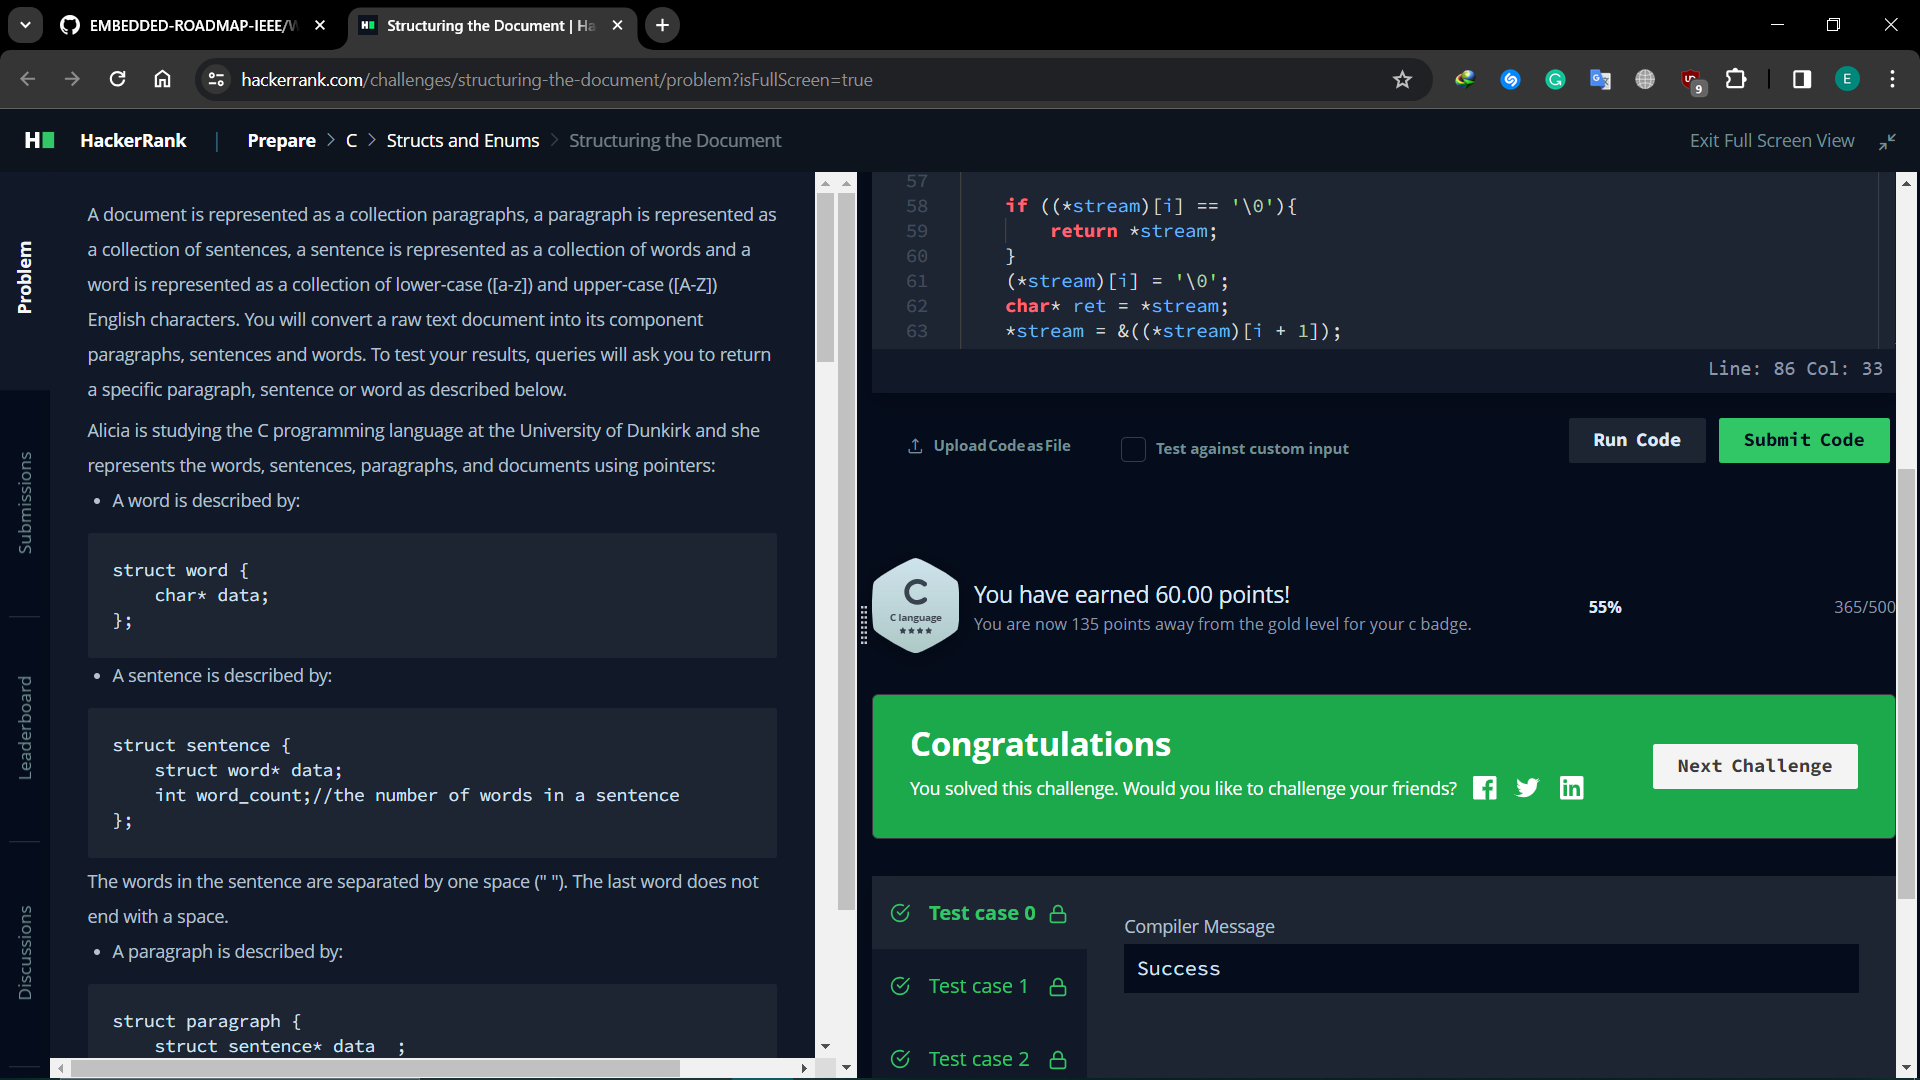 EMBEDDED-ROADMAP-IEEE/W
Structuring the Document | Ha
hackerrank.com/challenges/structuring-the-document/problem?isFullScreen=true
9
E
HackerRank | Prepare > C > Structs and Enums > Structuring the Document
Exit Full Screen View
Problem
Submissions
Leaderboard
Discussions
A document is represented as a collection paragraphs, a paragraph is represented as
a collection of sentences, a sentence is represented as a collection of words and a
word is represented as a collection of lower-case ([a-z]) and upper-case ([A-Z])
English characters. You will convert a raw text document into its component
paragraphs, sentences and words. To test your results, queries will ask you to return
a specific paragraph, sentence or word as described below.
Alicia is studying the C programming language at the University of Dunkirk and she
represents the words, sentences, paragraphs, and documents using pointers:
• A word is described by:
struct word {
    char* data;
};
• A sentence is described by:
struct sentence {
    struct word* data;
    int word_count;//the number of words in a sentence
};
The words in the sentence are separated by one space (" "). The last word does not
end with a space.
• A paragraph is described by:
struct paragraph {
    struct sentence* data  ;
57
58    if ((*stream)[i] == '\0'){
59        return *stream;
60    }
61    (*stream)[i] = '\0';
62    char* ret = *stream;
63    *stream = &((*stream)[i + 1]);
Line: 86 Col: 33
Upload Code as File
Test against custom input
Run Code
Submit Code
C
C language
★★★★
You have earned 60.00 points!
You are now 135 points away from the gold level for your c badge.
55%
365/500
Congratulations
You solved this challenge. Would you like to challenge your friends?
Next Challenge
Test case 0
Test case 1
Test case 2
Compiler Message
Success